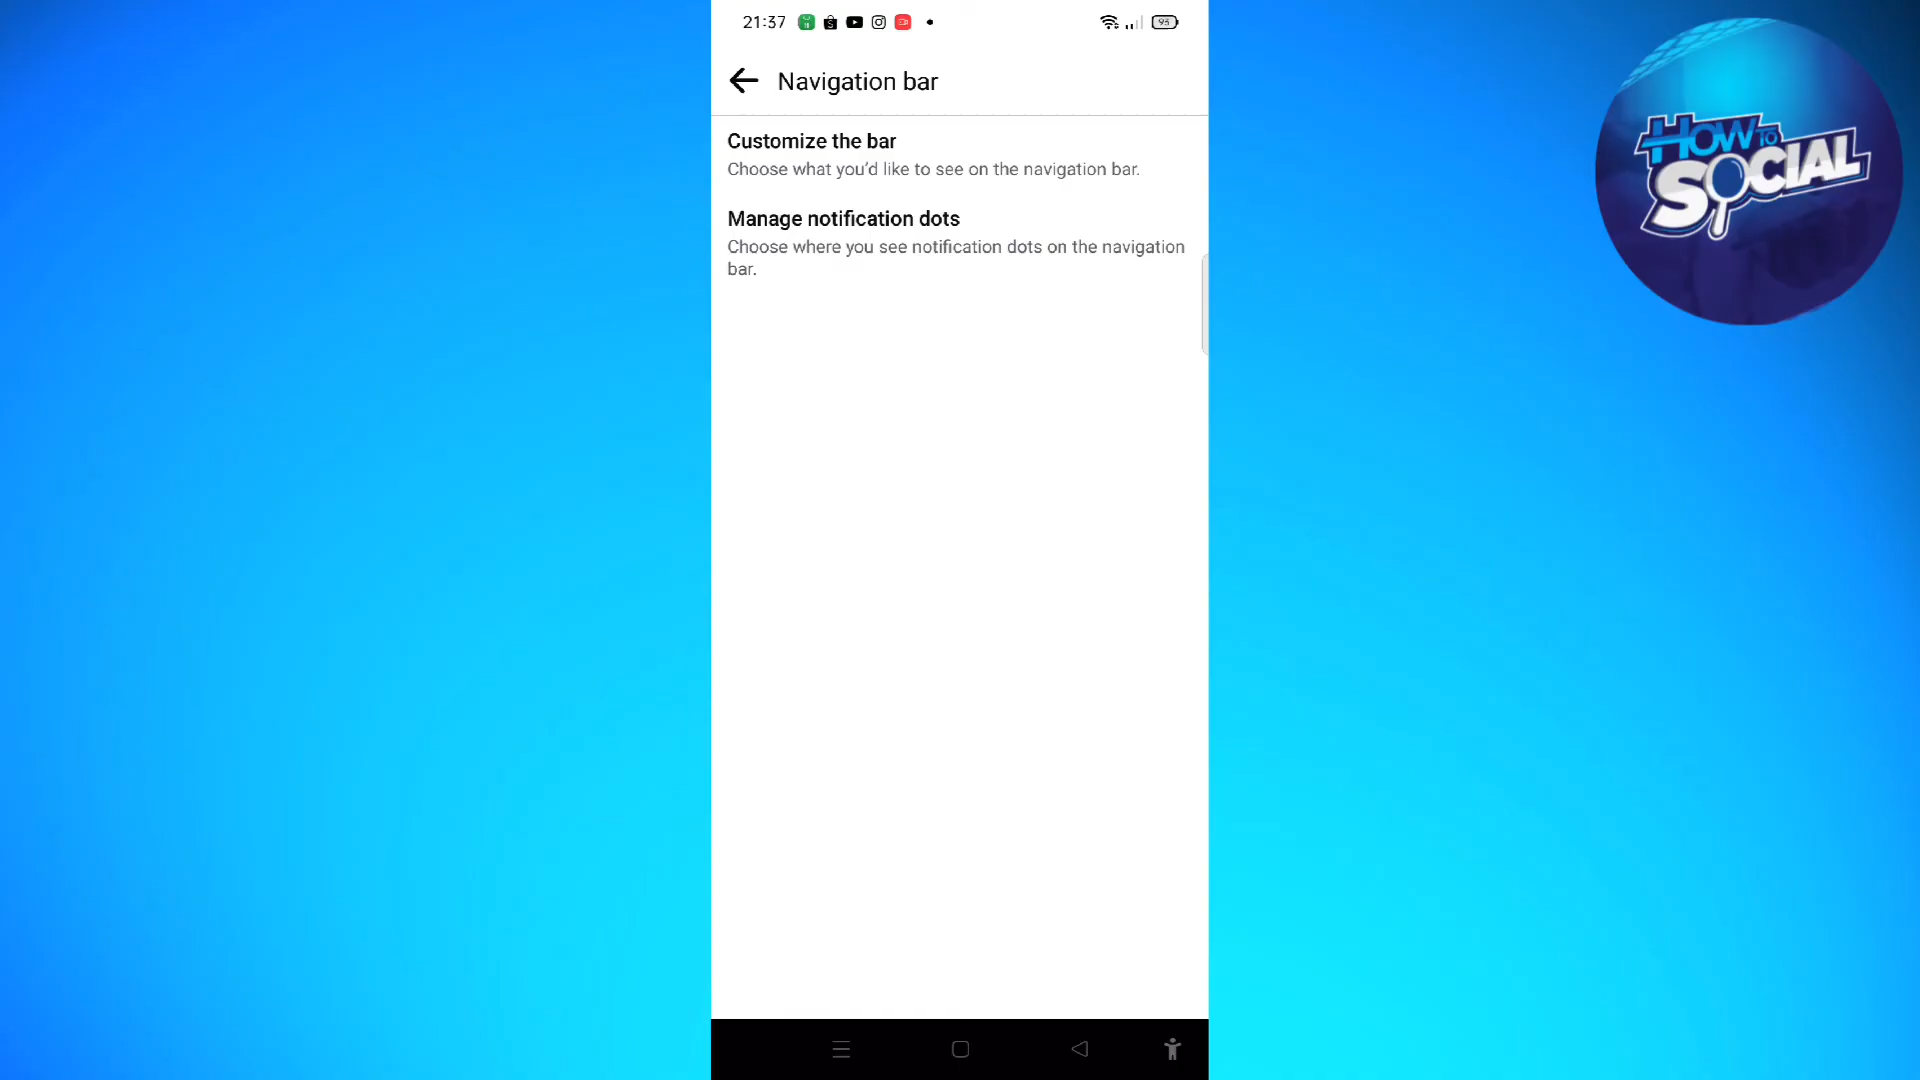 21:37
93
Navigation bar
Customize the bar
Choose what you’d like to see on the navigation bar.
Manage notification dots
Choose where you see notification dots on the navigation
bar.
HOW TO
SOCIAL